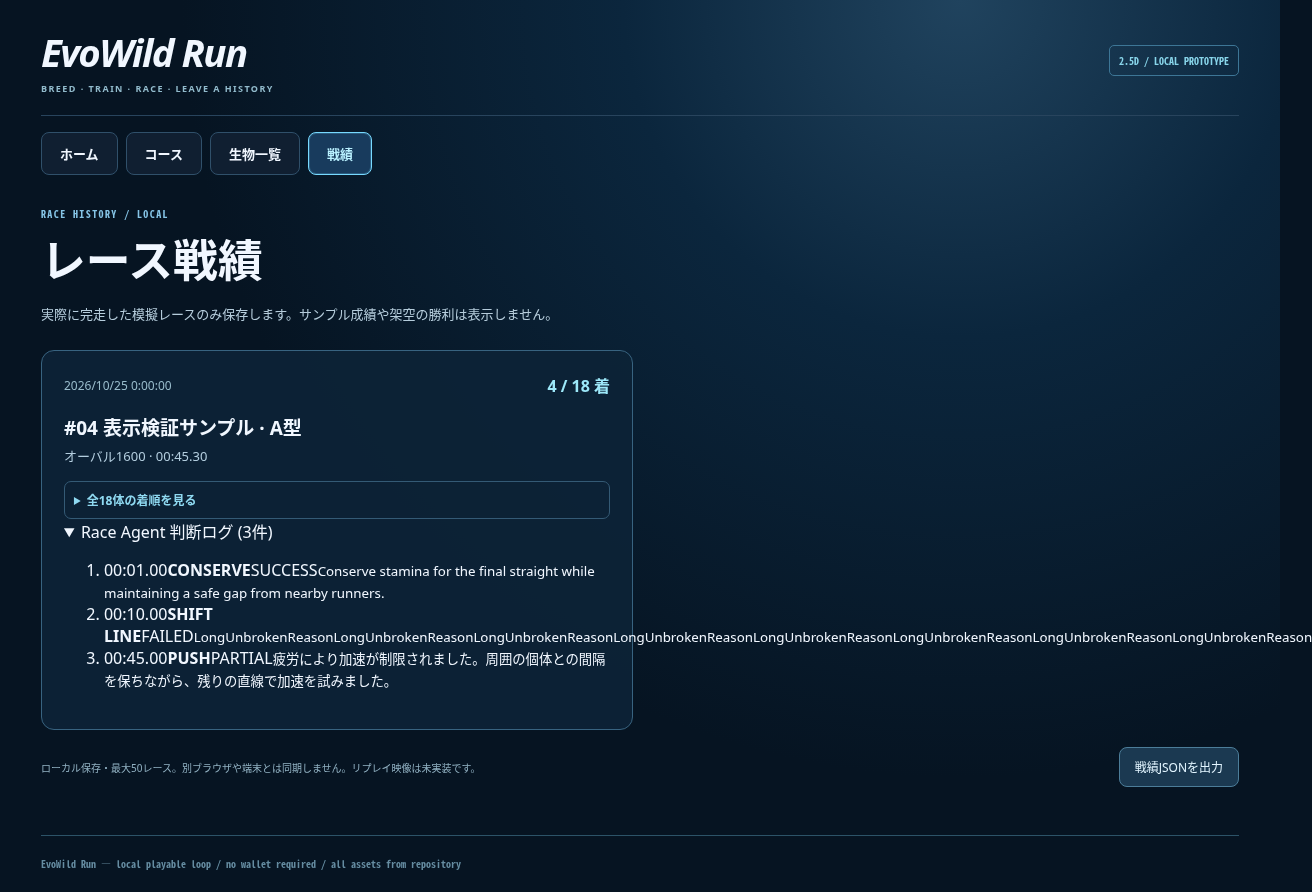 EvoWild Run
BREED · TRAIN · RACE · LEAVE A HISTORY
2.5D / LOCAL PROTOTYPE
ホーム
コース
生物一覧
戦績
RACE HISTORY / LOCAL
レース戦績
実際に完走した模擬レースのみ保存します。サンプル成績や架空の勝利は表示しません。
2026/10/25 0:00:00
4 / 18 着
#04 表示検証サンプル · A型
オーバル1600 · 00:45.30
▶ 全18体の着順を見る
▼ Race Agent 判断ログ (3件)
1. 00:01.00CONSERVESUCCESSConserve stamina for the final straight while
maintaining a safe gap from nearby runners.
2. 00:10.00SHIFT
LINEFAILEDLongUnbrokenReasonLongUnbrokenReasonLongUnbrokenReasonLongUnbrokenReasonLongUnbrokenReasonLongUnbrokenReasonLongUnbrokenReasonLongUnbrokenReason
3. 00:45.00PUSHPARTIAL疲労により加速が制限されました。周囲の個体との間隔
を保ちながら、残りの直線で加速を試みました。
ローカル保存・最大50レース。別ブラウザや端末とは同期しません。リプレイ映像は未実装です。
戦績JSONを出力
EvoWild Run — local playable loop / no wallet required / all assets from repository